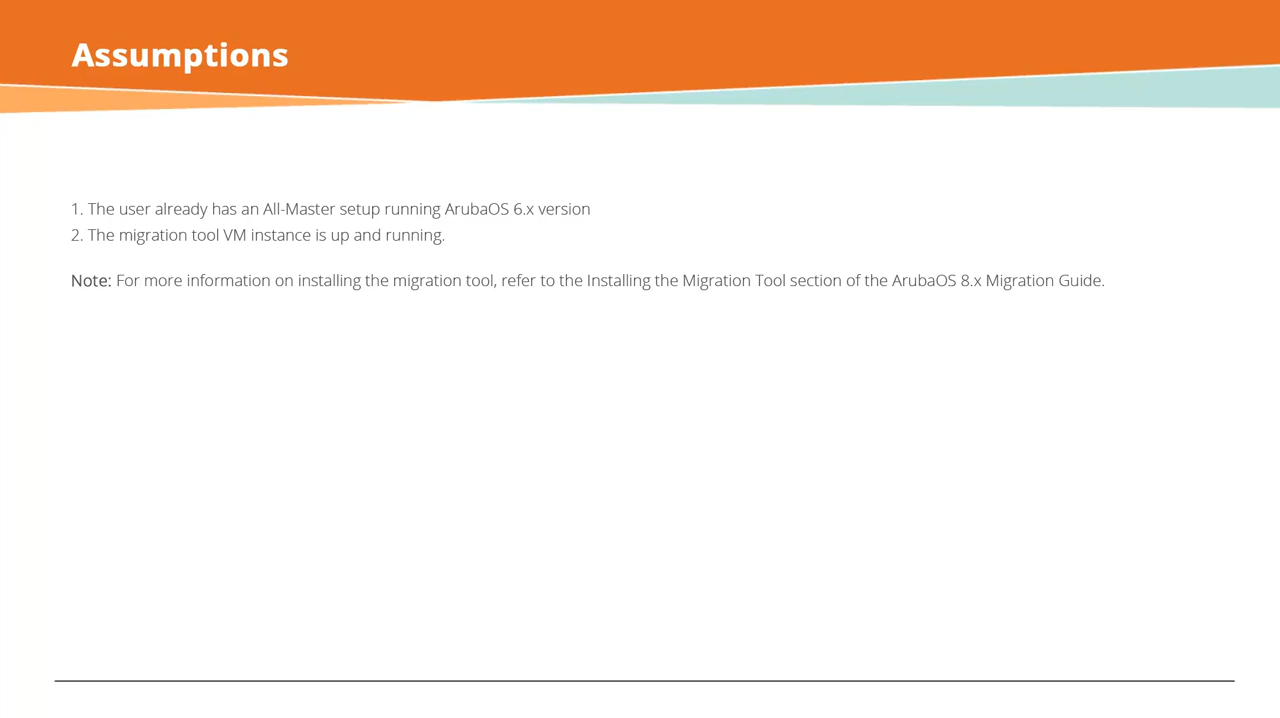 Assumptions
1. The user already has an All-Master setup running ArubaOS 6.x version
2. The migration tool VM instance is up and running.
Note: For more information on installing the migration tool, refer to the Installing the Migration Tool section of the ArubaOS 8.x Migration Guide.